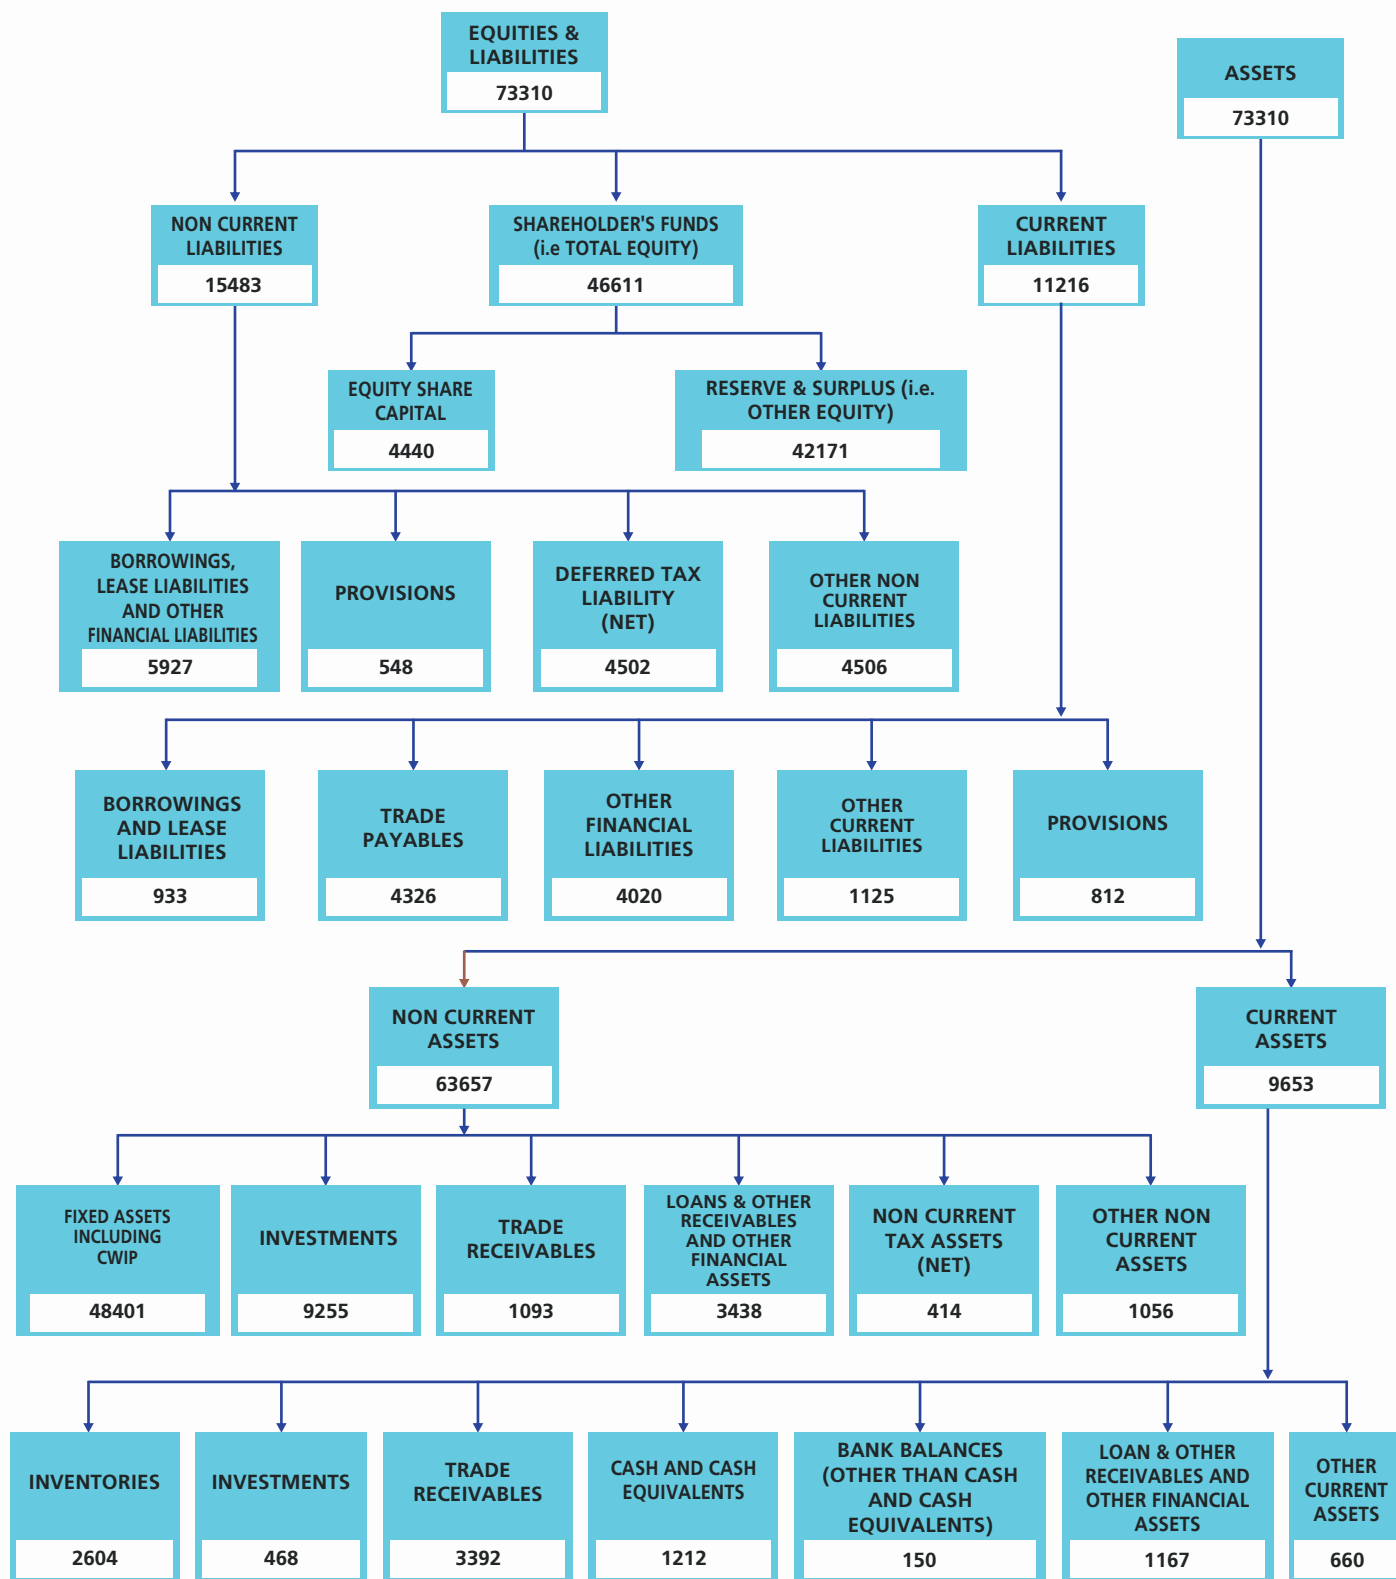 EQUITIES &
LIABILITIES
73310
ASSETS
73310
NON CURRENT
LIABILITIES
15483
SHAREHOLDER'S FUNDS
(i.e TOTAL EQUITY)
46611
CURRENT
LIABILITIES
11216
EQUITY SHARE
CAPITAL
4440
RESERVE & SURPLUS (i.e.
OTHER EQUITY)
42171
BORROWINGS,
LEASE LIABILITIES
AND OTHER
FINANCIAL LIABILITIES
5927
PROVISIONS
548
DEFERRED TAX
LIABILITY
(NET)
4502
OTHER NON
CURRENT
LIABILITIES
4506
BORROWINGS
AND LEASE
LIABILITIES
933
TRADE
PAYABLES
4326
OTHER
FINANCIAL
LIABILITIES
4020
OTHER
CURRENT
LIABILITIES
1125
PROVISIONS
812
NON CURRENT
ASSETS
63657
CURRENT
ASSETS
9653
FIXED ASSETS
INCLUDING
CWIP
48401
INVESTMENTS
9255
TRADE
RECEIVABLES
1093
LOANS & OTHER
RECEIVABLES
AND OTHER
FINANCIAL
ASSETS
3438
NON CURRENT
TAX ASSETS
(NET)
414
OTHER NON
CURRENT
ASSETS
1056
INVENTORIES
2604
INVESTMENTS
468
TRADE
RECEIVABLES
3392
CASH AND CASH
EQUIVALENTS
1212
BANK BALANCES
(OTHER THAN CASH
AND CASH
EQUIVALENTS)
150
LOAN & OTHER
RECEIVABLES AND
OTHER FINANCIAL
ASSETS
1167
OTHER
CURRENT
ASSETS
660